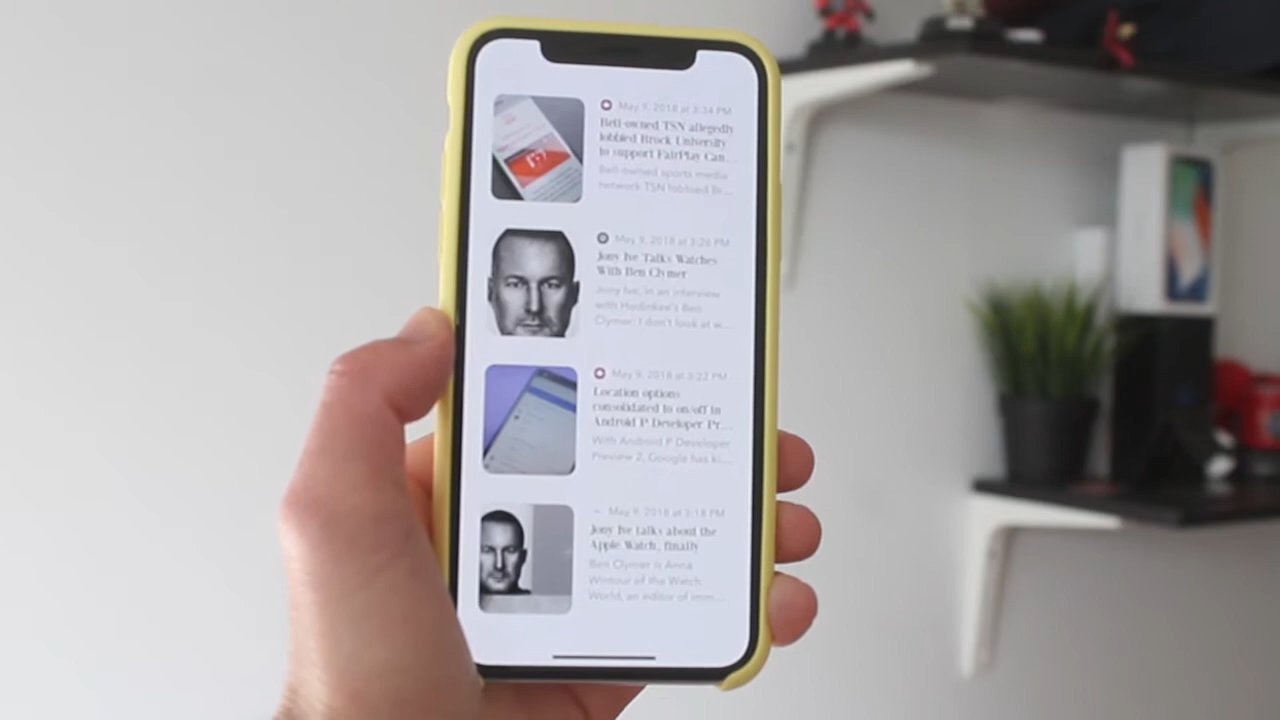 May 9, 2018 at 3:34 PM
Bell-owned TSN allegedly
lobbied Brock University
to support FairPlay Can...
Bell-owned sports media
network TSN lobbied Br...
May 9, 2018 at 3:26 PM
Jony Ive Talks Watches
With Ben Clymer
Jony Ive, in an interview
with Hodinkee's Ben
Clymer: I don't look at w...
May 9, 2018 at 3:22 PM
Location options
consolidated to on/off in
Android P Developer Pr...
With Android P Developer
Preview 2, Google has ki...
May 9, 2018 at 3:18 PM
Jony Ive talks about the
Apple Watch, finally
Ben Clymer is Anna
Wintour of the Watch
World, an editor of imm...